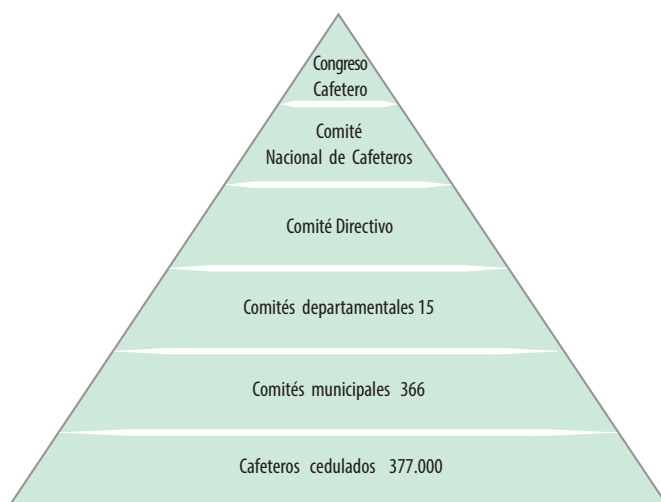 Congreso
Cafetero
Comité
Nacional de Cafeteros
Comité Directivo
Comités departamentales 15
Comités municipales 366
Cafeteros cedulados 377.000